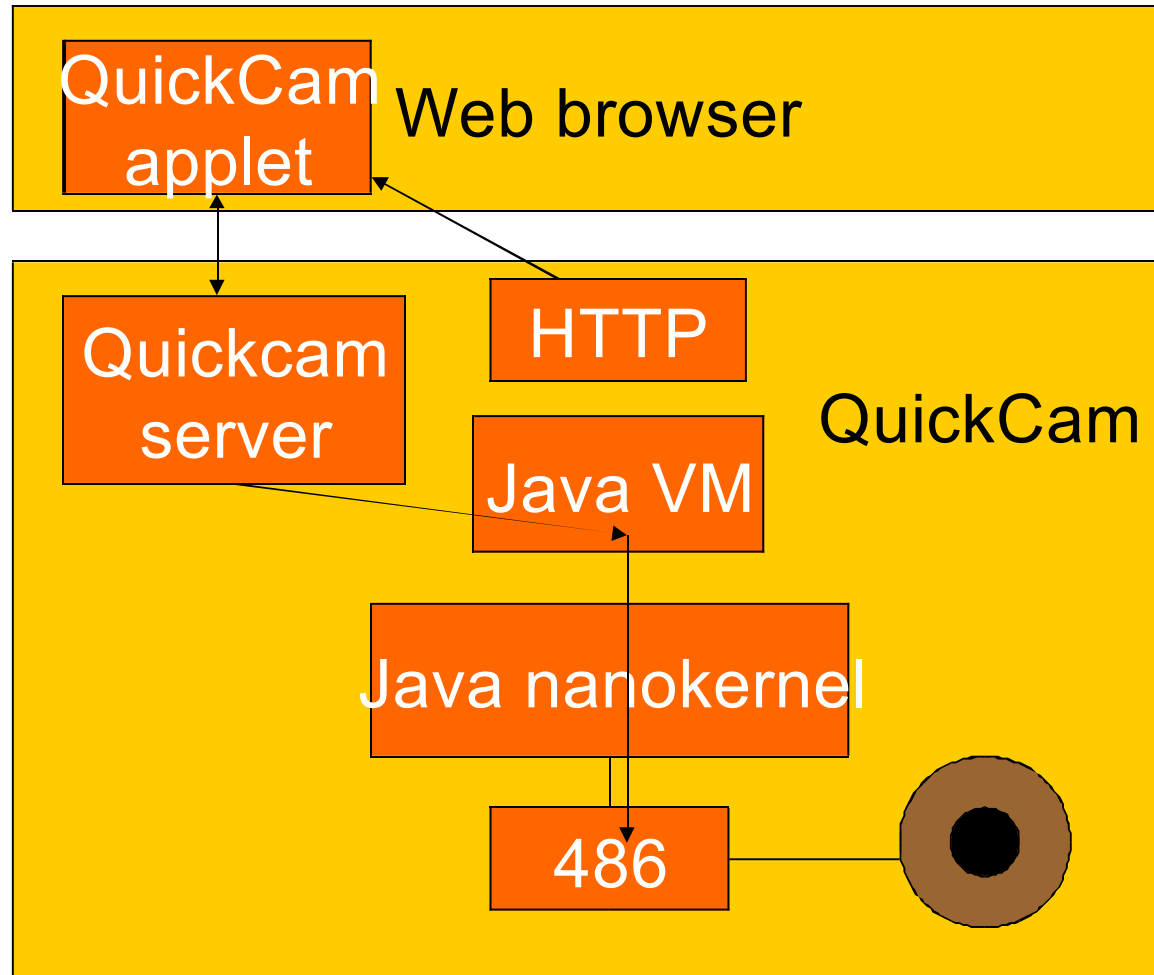 QuickCam
applet
Web browser
Quickcam
server
HTTP
QuickCam
Java VM
Java nanokernel
486